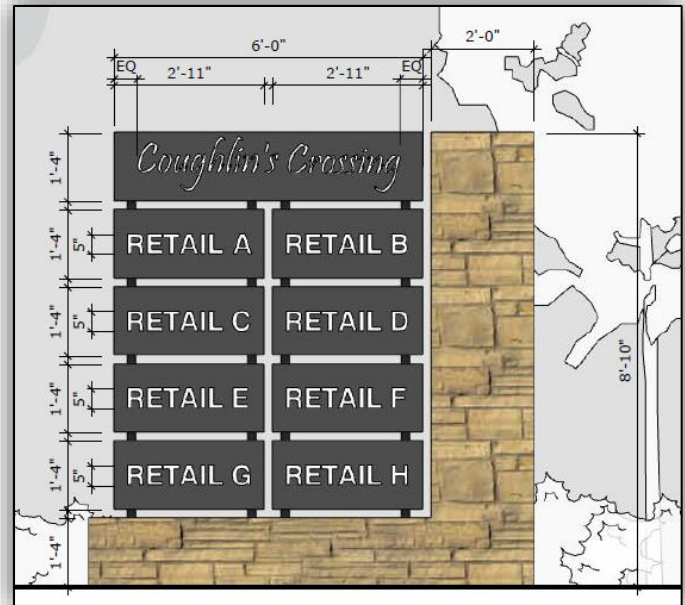 6'-0"
2'-0"
EQ
EQ
2'-11"
2'-11"
1'-4"
Coughlin's Crossing
1'-4"
5"
RETAIL A
RETAIL B
1'-4"
5"
RETAIL C
RETAIL D
8'-10"
1'-4"
5"
RETAIL E
RETAIL F
1'-4"
5"
RETAIL G
RETAIL H
1'-4"